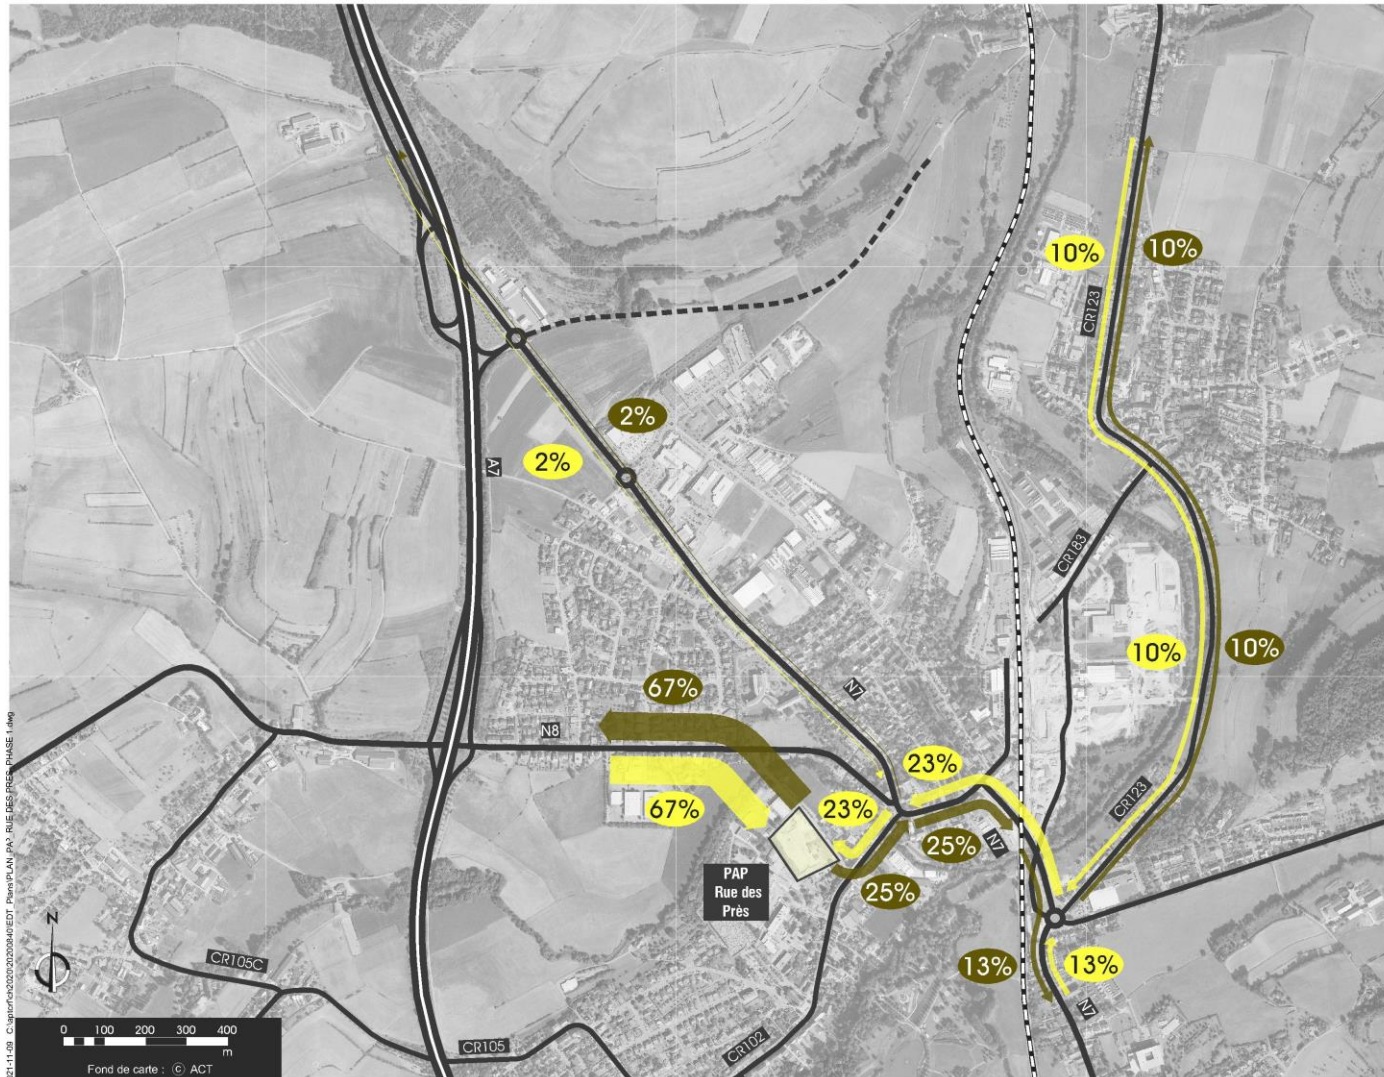 10%
10%
CR123
2%
2%
A7
CR183
10%
10%
67%
N7
N8
23%
67%
23%
CR123
25%
N7
25%
PAP
Rue des
Près
13%
13%
N7
N
CR105C
CR105
CR102
0 100 200 300 400
m
Fond de carte : © ACT